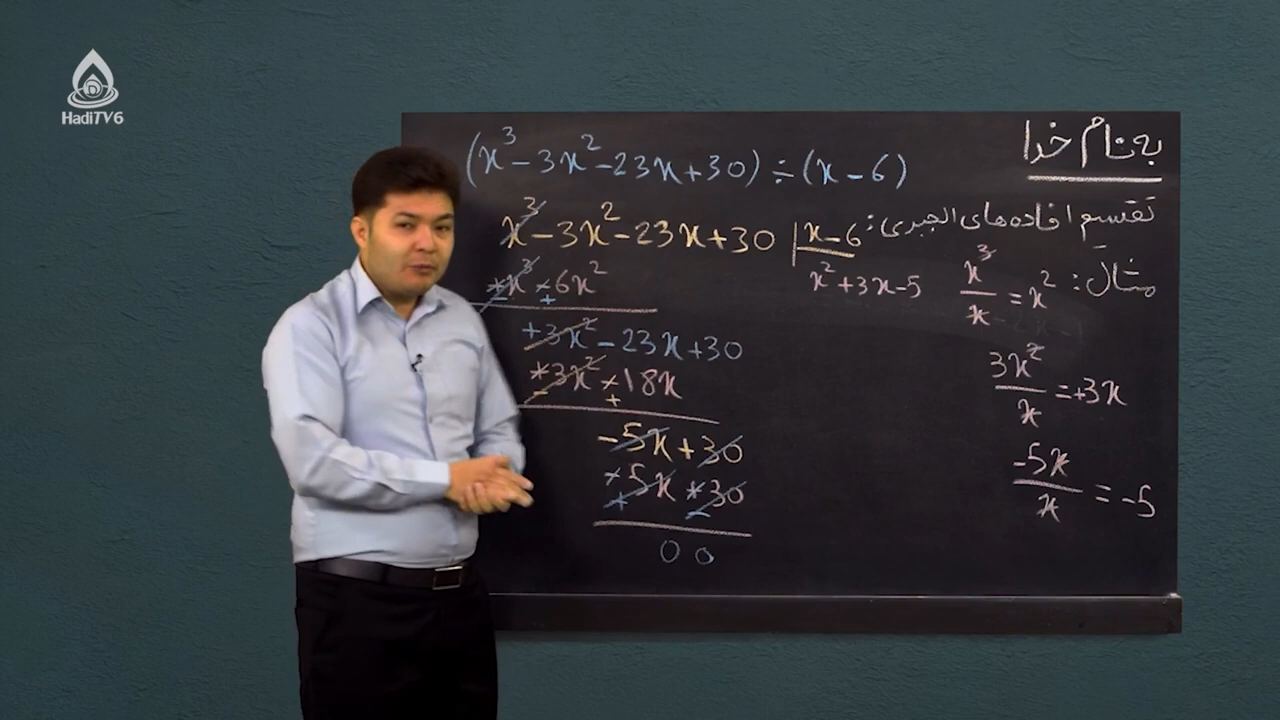 HadiTV6
به نام خدا
(x³-3x²-23x+30)÷(x-6)
تقسیم افاده‌های الجبری:
مثال:
x³-3x²-23x+30 | x-6
x²+3x-5
x³/x = x²
x³ 6x²
+3x²-23x+30
3x² 18x
3x²/x = +3x
-5x+30
5x 30
-5x/x = -5
0 0